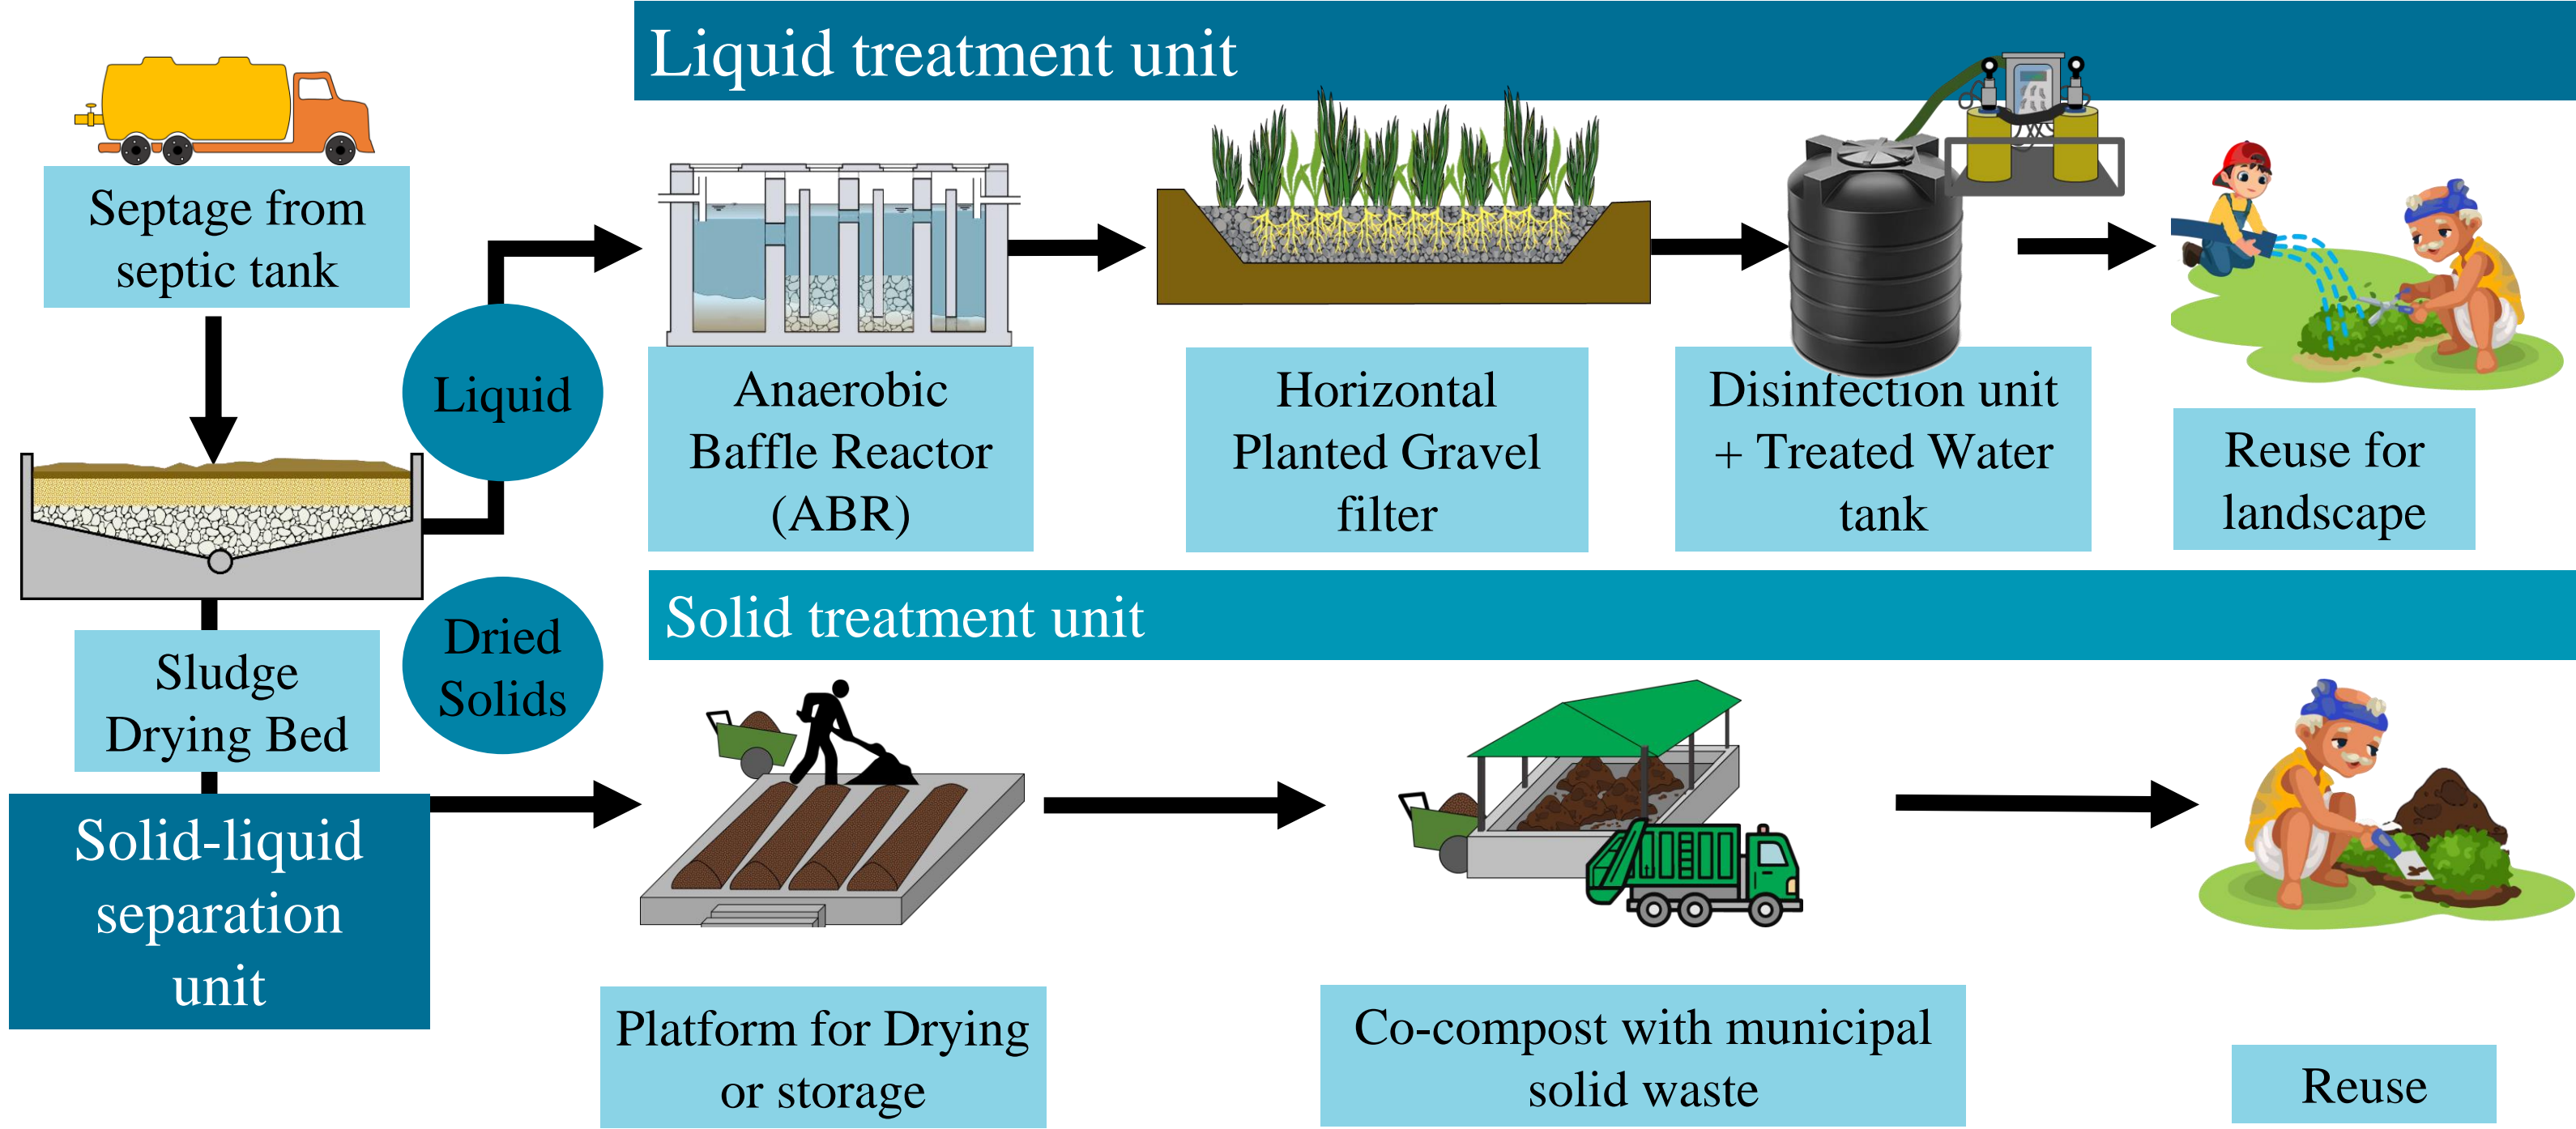 Liquid treatment unit
Septage from
septic tank
Liquid
Anaerobic
Baffle Reactor
(ABR)
Horizontal
Planted Gravel
filter
Disinfection unit
+ Treated Water
tank
Reuse for
landscape
Sludge
Drying Bed
Dried
Solids
Solid treatment unit
Solid-liquid
separation
unit
Platform for Drying
or storage
Co-compost with municipal
solid waste
Reuse